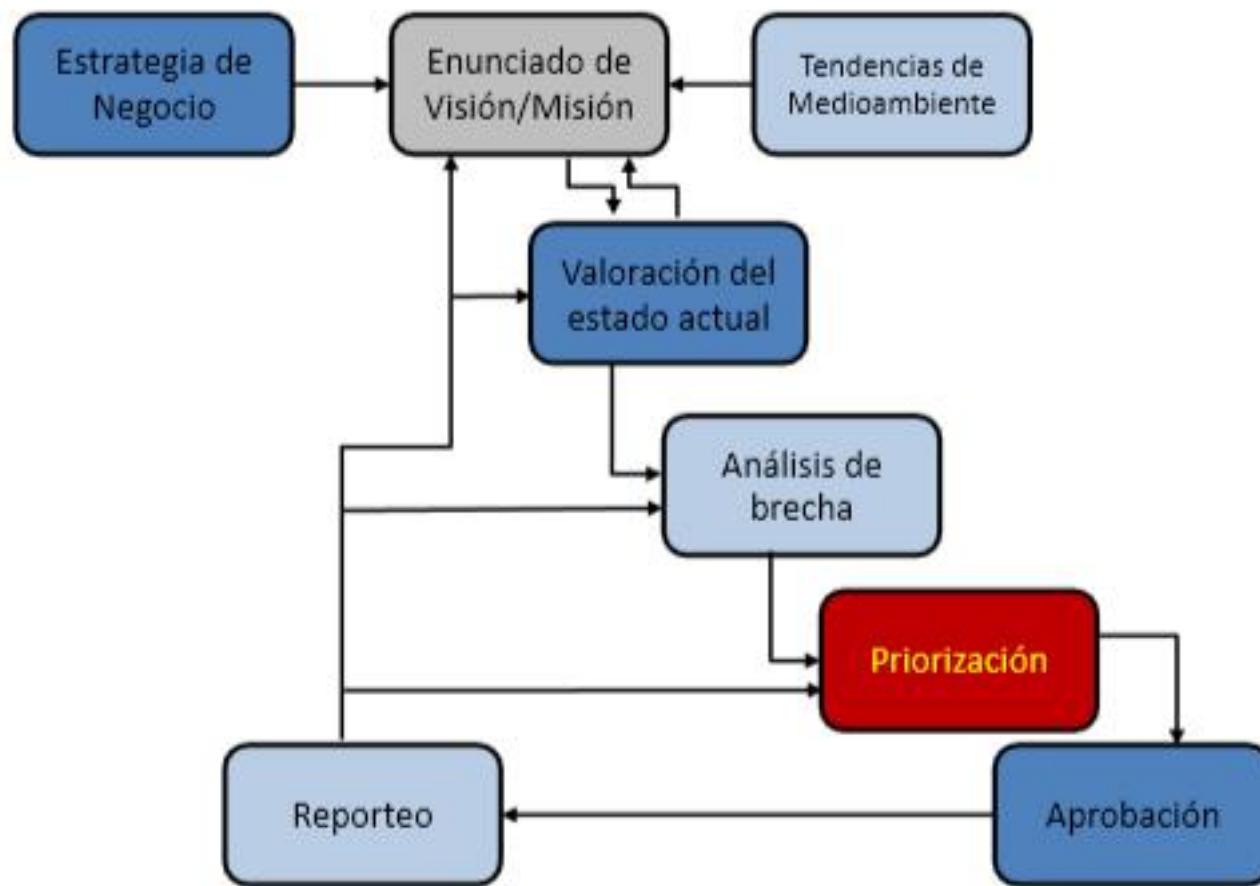 Estrategia de
Negocio
Enunciado de
Visión/Misión
Tendencias de
Medioambiente
Valoración del
estado actual
Análisis de
brecha
Priorización
Reporteo
Aprobación